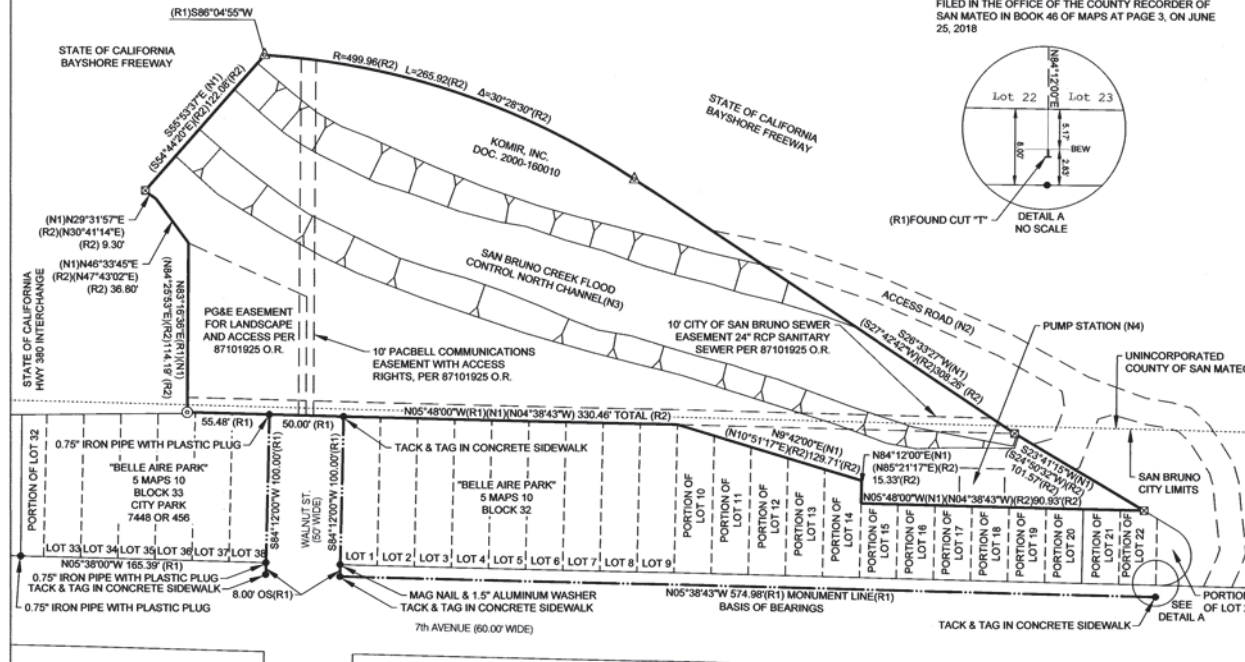 FILED IN THE OFFICE OF THE COUNTY RECORDER OF
SAN MATEO IN BOOK 46 OF MAPS AT PAGE 3, ON JUNE
25, 2018
(R1)S86°04'55"W
STATE OF CALIFORNIA
BAYSHORE FREEWAY
R=499.96(R2) L=265.92(R2) Δ=30°28'30"(R2)
STATE OF CALIFORNIA
BAYSHORE FREEWAY
S55°53'37"E (N1)
(S54°44'20"E)(R2)122.08'(R2)
KOMIR, INC.
DOC. 2000-160010
N84°12'00"E
Lot 22 Lot 23
5.17'
8.00'
BEW
2.83'
(R1)FOUND CUT "T"
DETAIL A
NO SCALE
(N1)N29°31'57"E
(R2)(N30°41'14"E)
(R2) 9.30'
(N1)N46°33'45"E
(R2)(N47°43'02"E)
(R2) 36.80'
STATE OF CALIFORNIA
HWY 380 INTERCHANGE
N83°16'36"E(R1)(N1)
(N84°25'53"E)(R2)114.19' (R2)
SAN BRUNO CREEK FLOOD
CONTROL NORTH CHANNEL(N3)
PG&E EASEMENT
FOR LANDSCAPE
AND ACCESS PER
87101925 O.R.
10' PACBELL COMMUNICATIONS
EASEMENT WITH ACCESS
RIGHTS, PER 87101925 O.R.
10' CITY OF SAN BRUNO SEWER
EASEMENT 24" RCP SANITARY
SEWER PER 87101925 O.R.
ACCESS ROAD (N2)
S26°33'27"W(N1)
(S27°42'42"W)(R2)308.26' (R2)
PUMP STATION (N4)
UNINCORPORATED
COUNTY OF SAN MATEO
55.48' (R1)
50.00' (R1)
N05°48'00"W(R1)(N1)(N04°38'43"W) 330.46' TOTAL (R2)
0.75" IRON PIPE WITH PLASTIC PLUG
TACK & TAG IN CONCRETE SIDEWALK
N9°42'00"E(N1)
(N10°51'17"E)(R2)129.71'(R2)
N84°12'00"E(N1)
(N85°21'17"E)(R2)
15.33'(R2)
S23°41'15"W(N1)
(S24°50'32"W)(R2)
101.57'(R2)
SAN BRUNO
CITY LIMITS
N05°48'00"W(N1)(N04°38'43"W)(R2)90.93'(R2)
PORTION OF LOT 32
"BELLE AIRE PARK"
5 MAPS 10
BLOCK 33
CITY PARK
7448 OR 456
S84°12'00"W 100.00'(R1)
WALNUT ST.
(50' WIDE)
S84°12'00"W 100.00'(R1)
"BELLE AIRE PARK"
5 MAPS 10
BLOCK 32
PORTION OF
LOT 10
PORTION OF
LOT 11
PORTION OF
LOT 12
PORTION OF
LOT 13
PORTION OF
LOT 14
PORTION OF
LOT 15
PORTION OF
LOT 16
PORTION OF
LOT 17
PORTION OF
LOT 18
PORTION OF
LOT 19
PORTION OF
LOT 20
PORTION OF
LOT 21
PORTION OF
LOT 22
LOT 33 LOT 34 LOT 35 LOT 36 LOT 37 LOT 38
LOT 1 LOT 2 LOT 3 LOT 4 LOT 5 LOT 6 LOT 7 LOT 8 LOT 9
N05°38'00"W 165.39' (R1)
0.75" IRON PIPE WITH PLASTIC PLUG
TACK & TAG IN CONCRETE SIDEWALK
8.00' OS(R1)
0.75" IRON PIPE WITH PLASTIC PLUG
MAG NAIL & 1.5" ALUMINUM WASHER
TACK & TAG IN CONCRETE SIDEWALK
N05°38'43"W 574.98'(R1) MONUMENT LINE(R1)
BASIS OF BEARINGS
7th AVENUE (60.00' WIDE)
TACK & TAG IN CONCRETE SIDEWALK
SEE
DETAIL A
PORTION
OF LOT